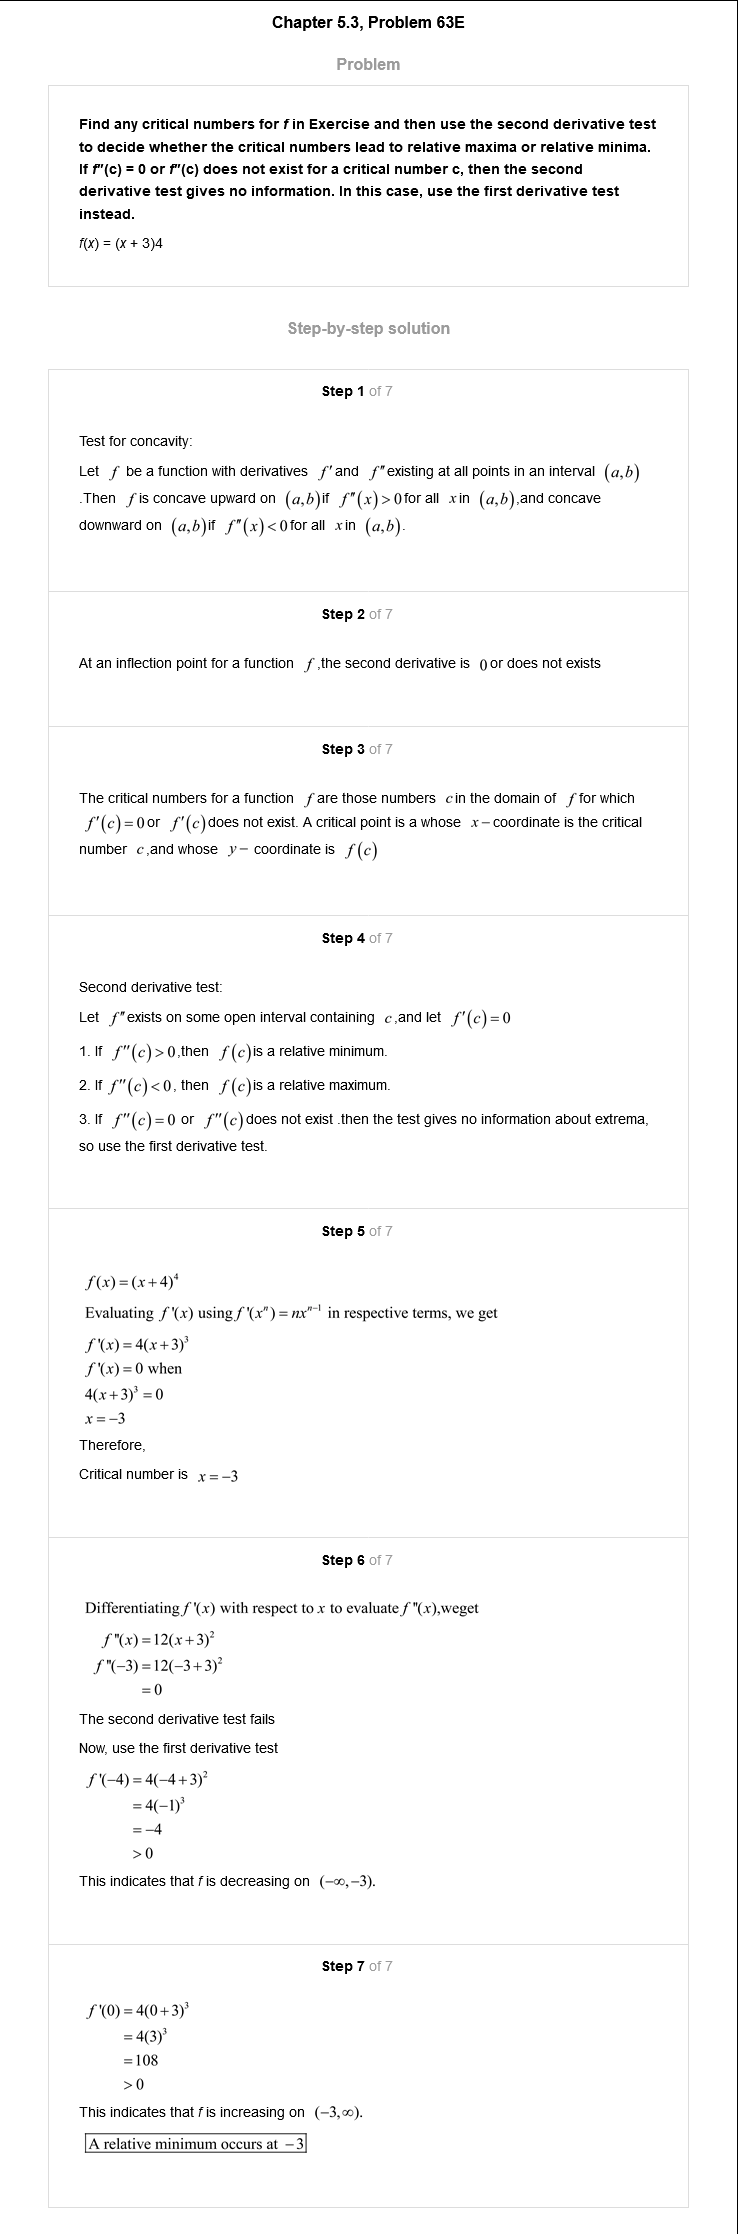 Chapter 5.3, Problem 63E
Problem
Find any critical numbers for f in Exercise and then use the second derivative test
to decide whether the critical numbers lead to relative maxima or relative minima.
If f″(c) = 0 or f″(c) does not exist for a critical number c, then the second
derivative test gives no information. In this case, use the first derivative test
instead.
f(x) = (x + 3)4
Step-by-step solution
Step 1 of 7
Test for concavity:
Let f be a function with derivatives f′ and f″ existing at all points in an interval (a,b)
.Then f is concave upward on (a,b) if f″(x) > 0 for all x in (a,b),and concave
downward on (a,b) if f″(x) < 0 for all x in (a,b).
Step 2 of 7
At an inflection point for a function f ,the second derivative is 0 or does not exists
Step 3 of 7
The critical numbers for a function f are those numbers c in the domain of f for which
f′(c) = 0 or f′(c) does not exist. A critical point is a whose x − coordinate is the critical
number c ,and whose y − coordinate is f(c)
Step 4 of 7
Second derivative test:
Let f″ exists on some open interval containing c ,and let f′(c) = 0
1. If f″(c) > 0 ,then f(c) is a relative minimum.
2. If f″(c) < 0 , then f(c) is a relative maximum.
3. If f″(c) = 0 or f″(c) does not exist .then the test gives no information about extrema,
so use the first derivative test.
Step 5 of 7
f(x) = (x+4)⁴
Evaluating f '(x) using f '(xⁿ) = nxⁿ⁻¹ in respective terms, we get
f '(x) = 4(x+3)³
f '(x) = 0 when
4(x+3)³ = 0
x = −3
Therefore,
Critical number is x = −3
Step 6 of 7
Differentiating f '(x) with respect to x to evaluate f "(x),weget
f "(x) = 12(x+3)²
f "(−3) = 12(−3+3)²
= 0
The second derivative test fails
Now, use the first derivative test
f '(−4) = 4(−4+3)²
= 4(−1)³
= −4
> 0
This indicates that f is decreasing on (−∞,−3).
Step 7 of 7
f '(0) = 4(0+3)³
= 4(3)³
= 108
> 0
This indicates that f is increasing on (−3,∞).
A relative minimum occurs at −3